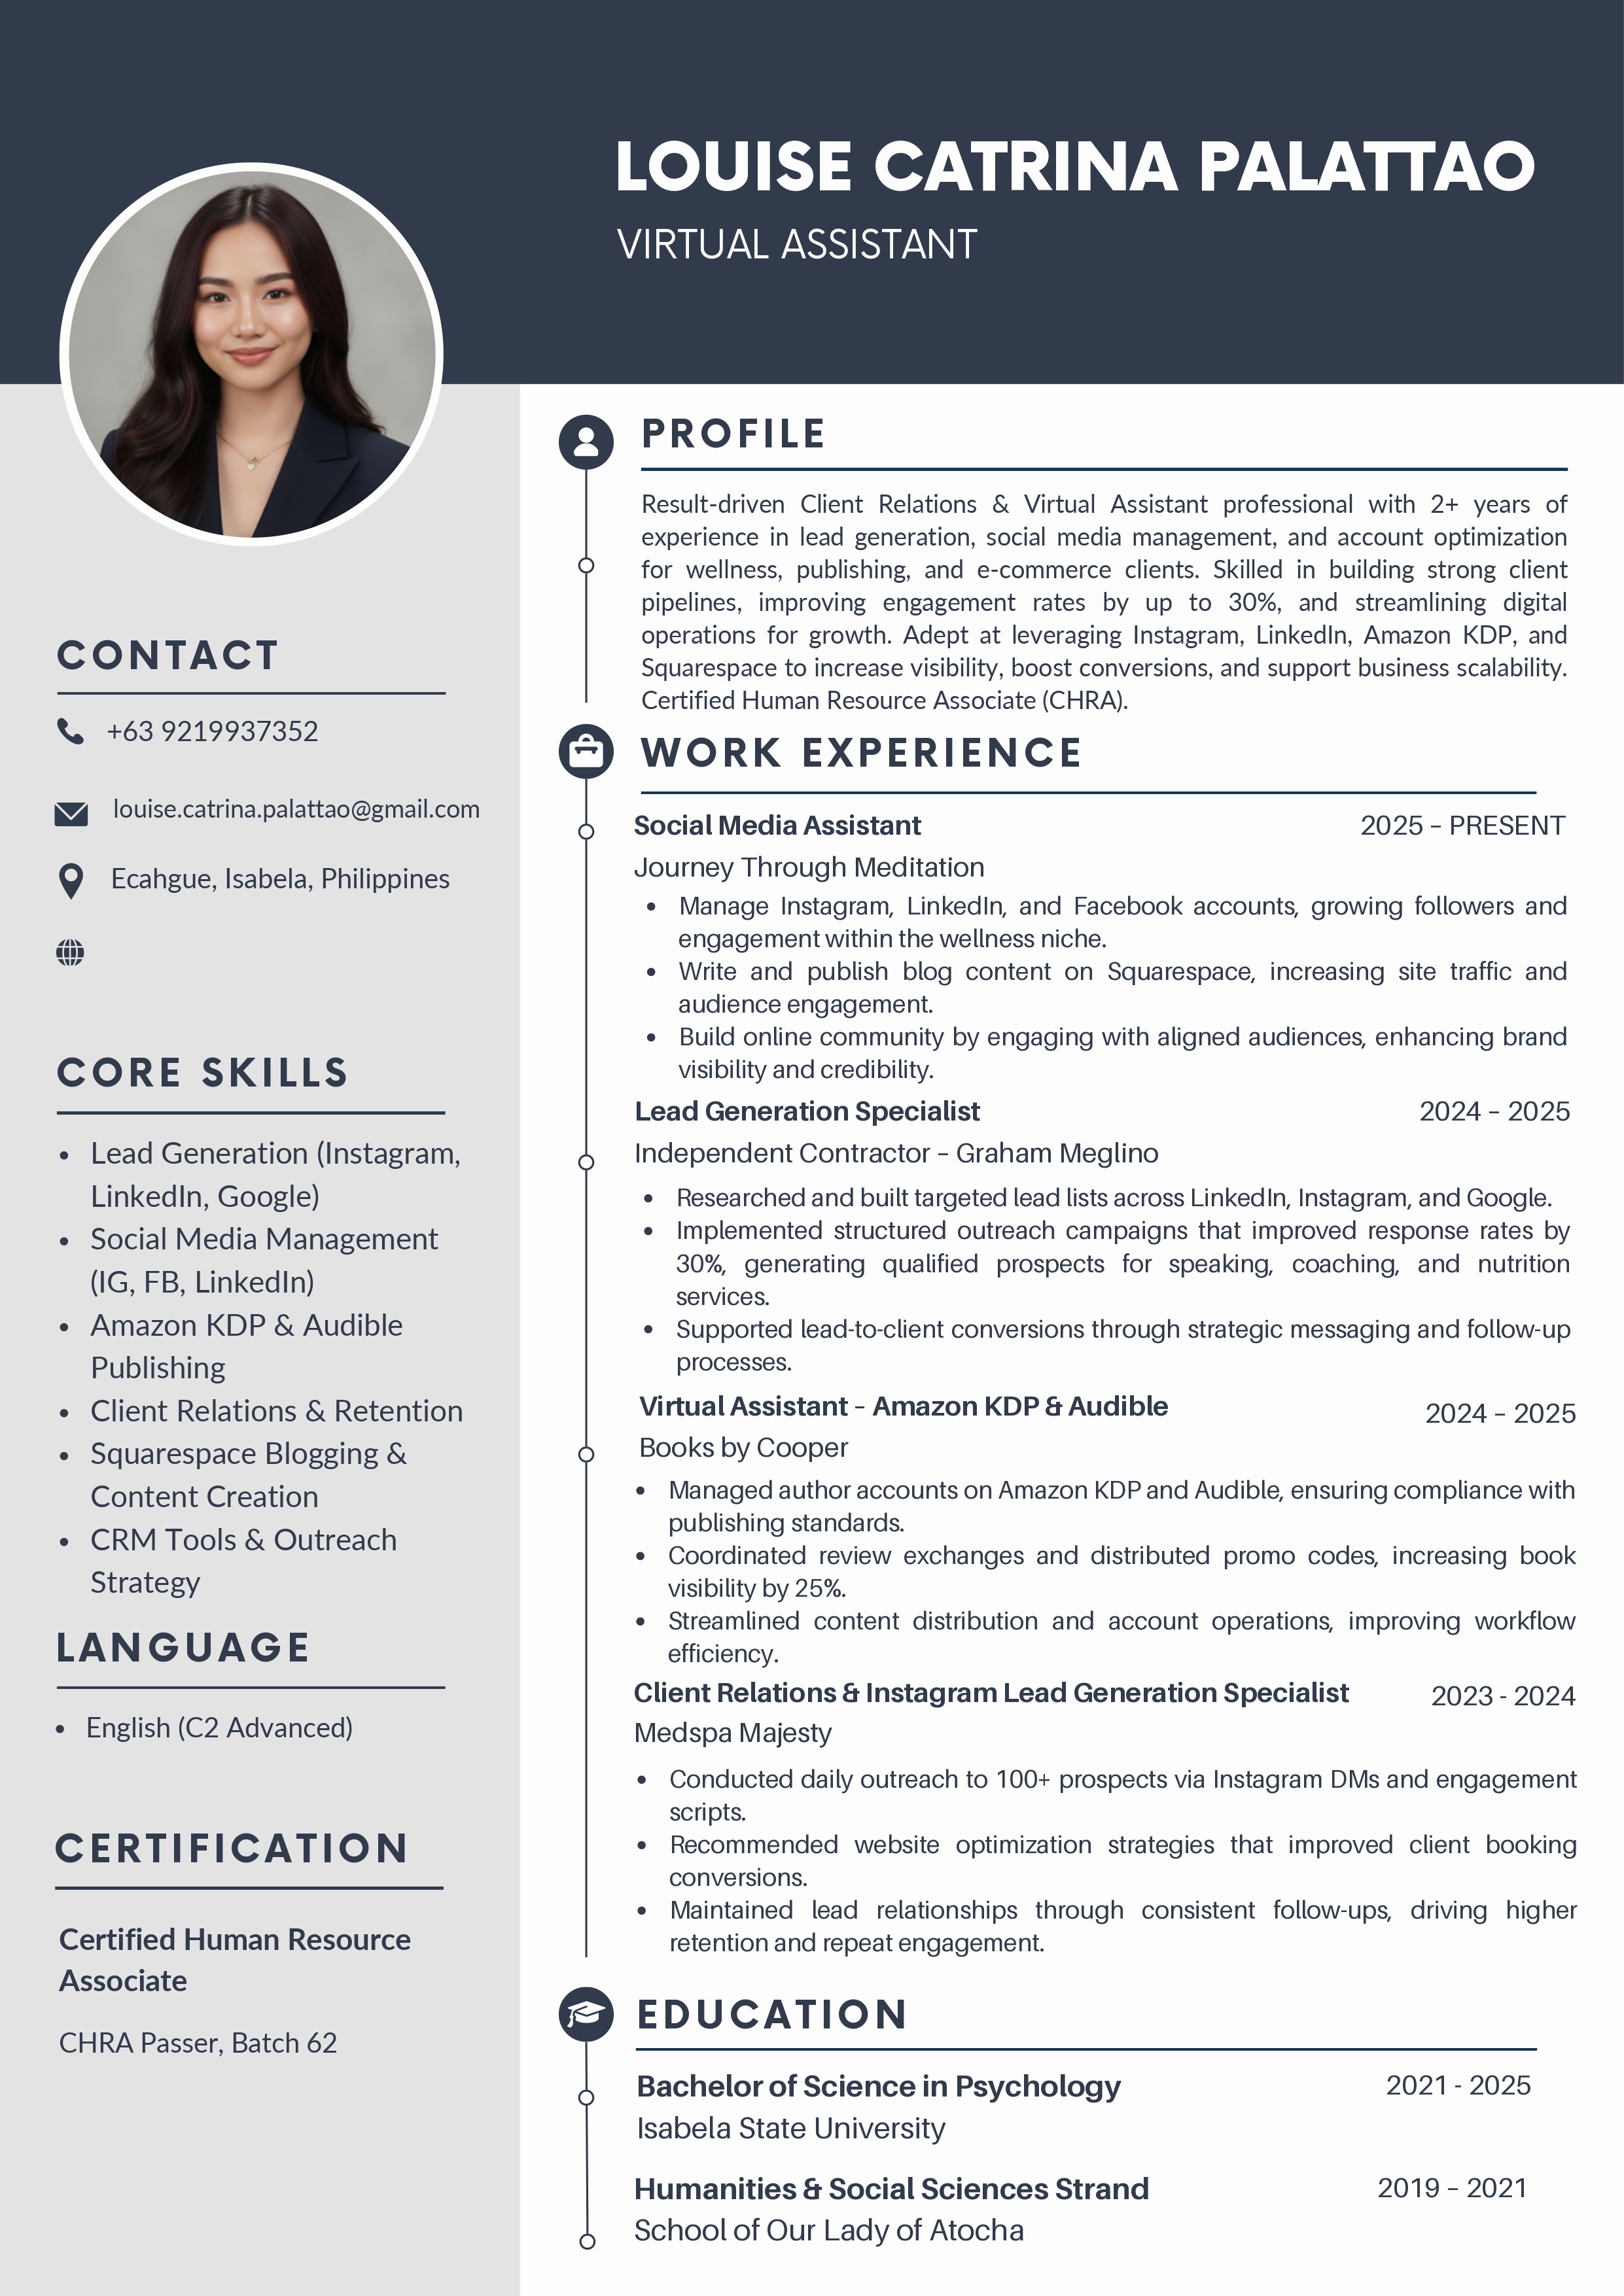 LOUISE CATRINA PALATTAO
VIRTUAL ASSISTANT
CONTACT
+63 9219937352
louise.catrina.palattao@gmail.com
Ecahgue, Isabela, Philippines
CORE SKILLS
• Lead Generation (Instagram,
LinkedIn, Google)
• Social Media Management
(IG, FB, LinkedIn)
• Amazon KDP & Audible
Publishing
• Client Relations & Retention
• Squarespace Blogging &
Content Creation
• CRM Tools & Outreach
Strategy
LANGUAGE
• English (C2 Advanced)
CERTIFICATION
Certified Human Resource
Associate
CHRA Passer, Batch 62
PROFILE
Result-driven Client Relations & Virtual Assistant professional with 2+ years of
experience in lead generation, social media management, and account optimization
for wellness, publishing, and e-commerce clients. Skilled in building strong client
pipelines, improving engagement rates by up to 30%, and streamlining digital
operations for growth. Adept at leveraging Instagram, LinkedIn, Amazon KDP, and
Squarespace to increase visibility, boost conversions, and support business scalability.
Certified Human Resource Associate (CHRA).
WORK EXPERIENCE
Social Media Assistant 2025 – PRESENT
Journey Through Meditation
• Manage Instagram, LinkedIn, and Facebook accounts, growing followers and
engagement within the wellness niche.
• Write and publish blog content on Squarespace, increasing site traffic and
audience engagement.
• Build online community by engaging with aligned audiences, enhancing brand
visibility and credibility.
Lead Generation Specialist 2024 – 2025
Independent Contractor – Graham Meglino
• Researched and built targeted lead lists across LinkedIn, Instagram, and Google.
• Implemented structured outreach campaigns that improved response rates by
30%, generating qualified prospects for speaking, coaching, and nutrition
services.
• Supported lead-to-client conversions through strategic messaging and follow-up
processes.
Virtual Assistant – Amazon KDP & Audible 2024 – 2025
Books by Cooper
• Managed author accounts on Amazon KDP and Audible, ensuring compliance with
publishing standards.
• Coordinated review exchanges and distributed promo codes, increasing book
visibility by 25%.
• Streamlined content distribution and account operations, improving workflow
efficiency.
Client Relations & Instagram Lead Generation Specialist 2023 - 2024
Medspa Majesty
• Conducted daily outreach to 100+ prospects via Instagram DMs and engagement
scripts.
• Recommended website optimization strategies that improved client booking
conversions.
• Maintained lead relationships through consistent follow-ups, driving higher
retention and repeat engagement.
EDUCATION
Bachelor of Science in Psychology 2021 - 2025
Isabela State University
Humanities & Social Sciences Strand 2019 – 2021
School of Our Lady of Atocha